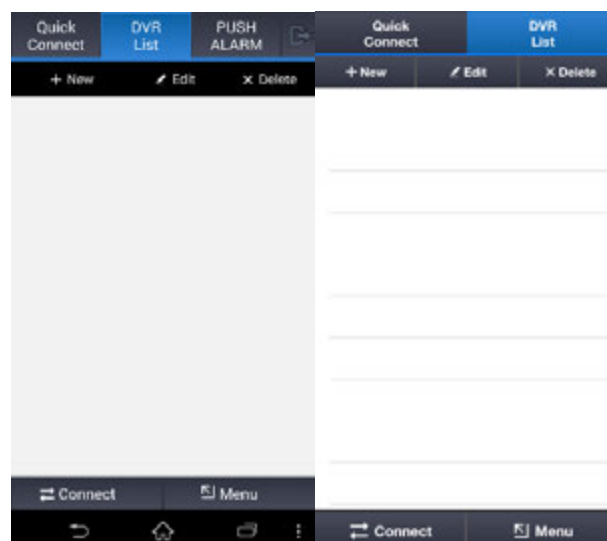 Quick
Connect
DVR
List
PUSH
ALARM
+ New
Edit
× Delete
Connect
Menu
Quick
Connect
DVR
List
+ New
Edit
× Delete
Connect
Menu